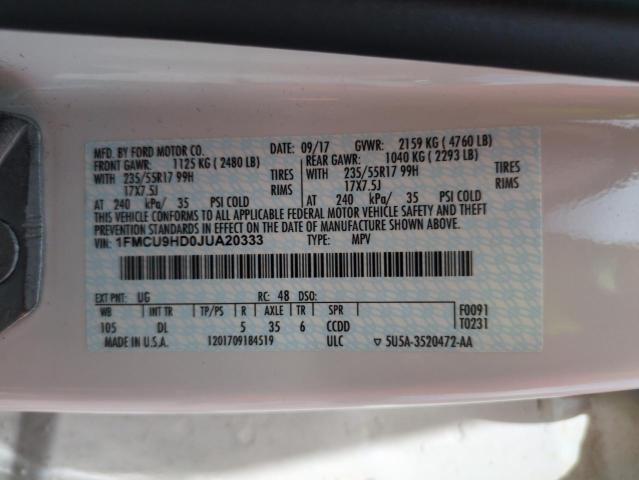 MFD. BY FORD MOTOR CO. 09/17 GVWR: 2159 KG ( 4760 LB)
FRONT GAWR: 1125 KG ( 2480 LB) REAR GAWR: 1040 KG ( 2293 LB)
WITH 235/55R17 99H TIRES WITH 235/55R17 99H TIRES
17X7.5J RIMS 17X7.5J RIMS
AT 240 kPa/ 35 PSI COLD AT 240 kPa/ 35 PSI COLD
THIS VEHICLE CONFORMS TO ALL APPLICABLE FEDERAL MOTOR VEHICLE SAFETY AND THEFT
PREVENTION STANDARDS IN EFFECT ON THE DATE OF MANUFACTURE SHOWN ABOVE.
VIN: 1FMCU9HD0JUA20333 TYPE: MPV
EXT PNT: UG RC: 48 DSO:
WB INT TR TP/PS R AXLE TR SPR F0091
105 DL 5 35 6 CCDD T0231
MADE IN U.S.A. 1201709184519 ULC ▽ 5U5A-3520472-AA